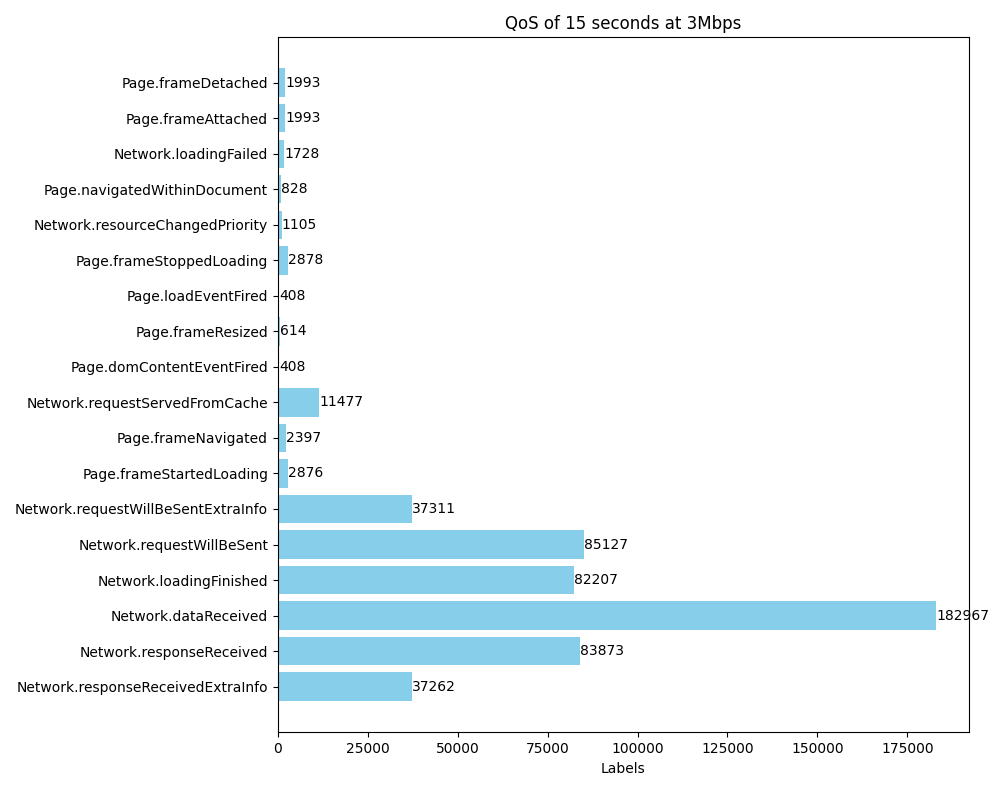 QoS of 15 seconds at 3Mbps
Page.frameDetached 1993
Page.frameAttached 1993
Network.loadingFailed 1728
Page.navigatedWithinDocument 828
Network.resourceChangedPriority 1105
Page.frameStoppedLoading 2878
Page.loadEventFired 408
Page.frameResized 614
Page.domContentEventFired 408
Network.requestServedFromCache 11477
Page.frameNavigated 2397
Page.frameStartedLoading 2876
Network.requestWillBeSentExtraInfo 37311
Network.requestWillBeSent 85127
Network.loadingFinished 82207
Network.dataReceived 182967
Network.responseReceived 83873
Network.responseReceivedExtraInfo 37262
0 25000 50000 75000 100000 125000 150000 175000
Labels